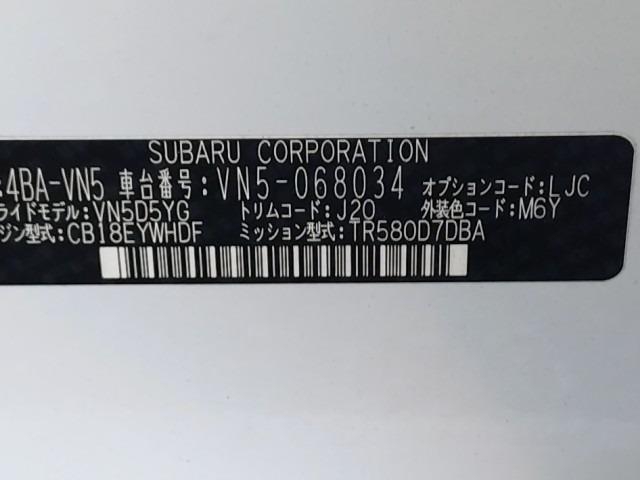 SUBARU CORPORATION
:4BA-VN5 車台番号:VN5-068034 オプションコード:LJC
ライドモデル:VN5D5YG トリムコード:J20 外装色コード:M6Y
ジン型式:CB18EYWHDF ミッション型式:TR580D7DBA